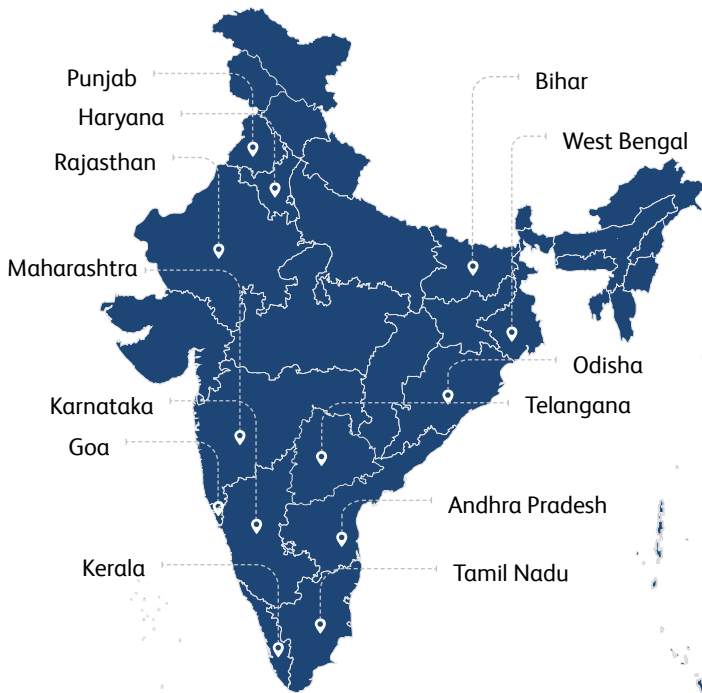 Punjab
Bihar
Haryana
West Bengal
Rajasthan
Maharashtra
Odisha
Karnataka
Telangana
Goa
Andhra Pradesh
Kerala
Tamil Nadu